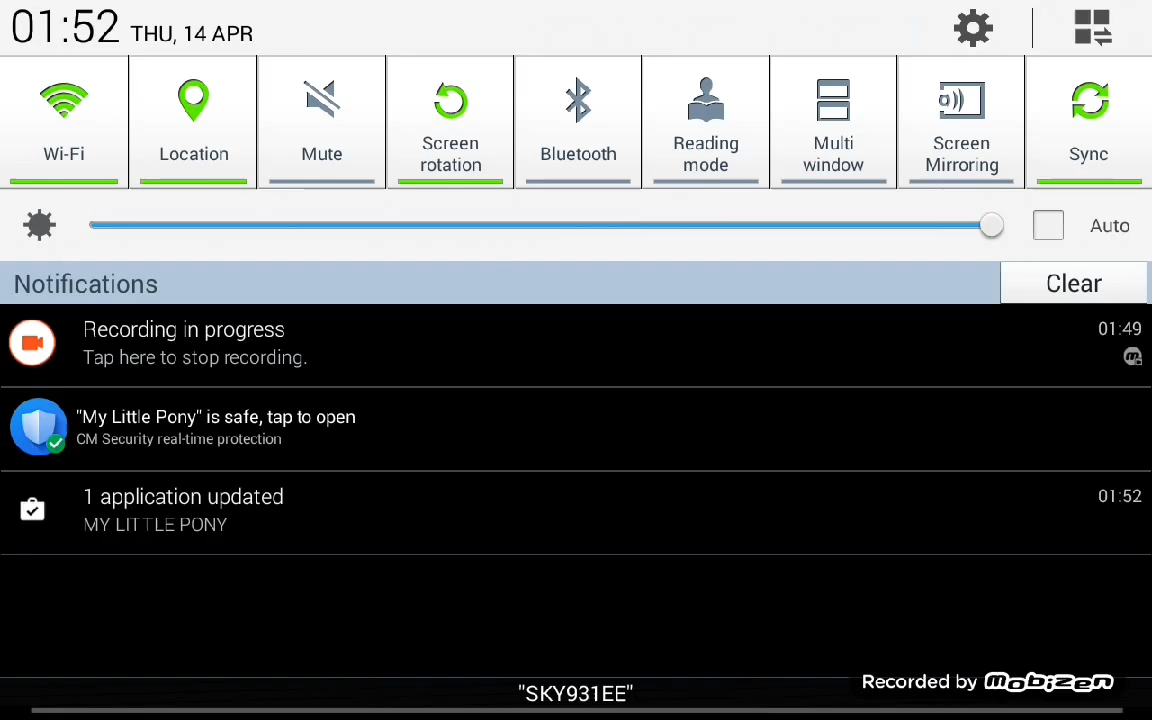 01:52 THU, 14 APR
Wi-Fi
Location
Mute
Screen
rotation
Bluetooth
Reading
mode
Multi
window
Screen
Mirroring
Sync
Auto
Notifications
Clear
Recording in progress
01:49
Tap here to stop recording.
"My Little Pony" is safe, tap to open
CM Security real-time protection
1 application updated
01:52
MY LITTLE PONY
Recorded by mobizen
"SKY931EE"